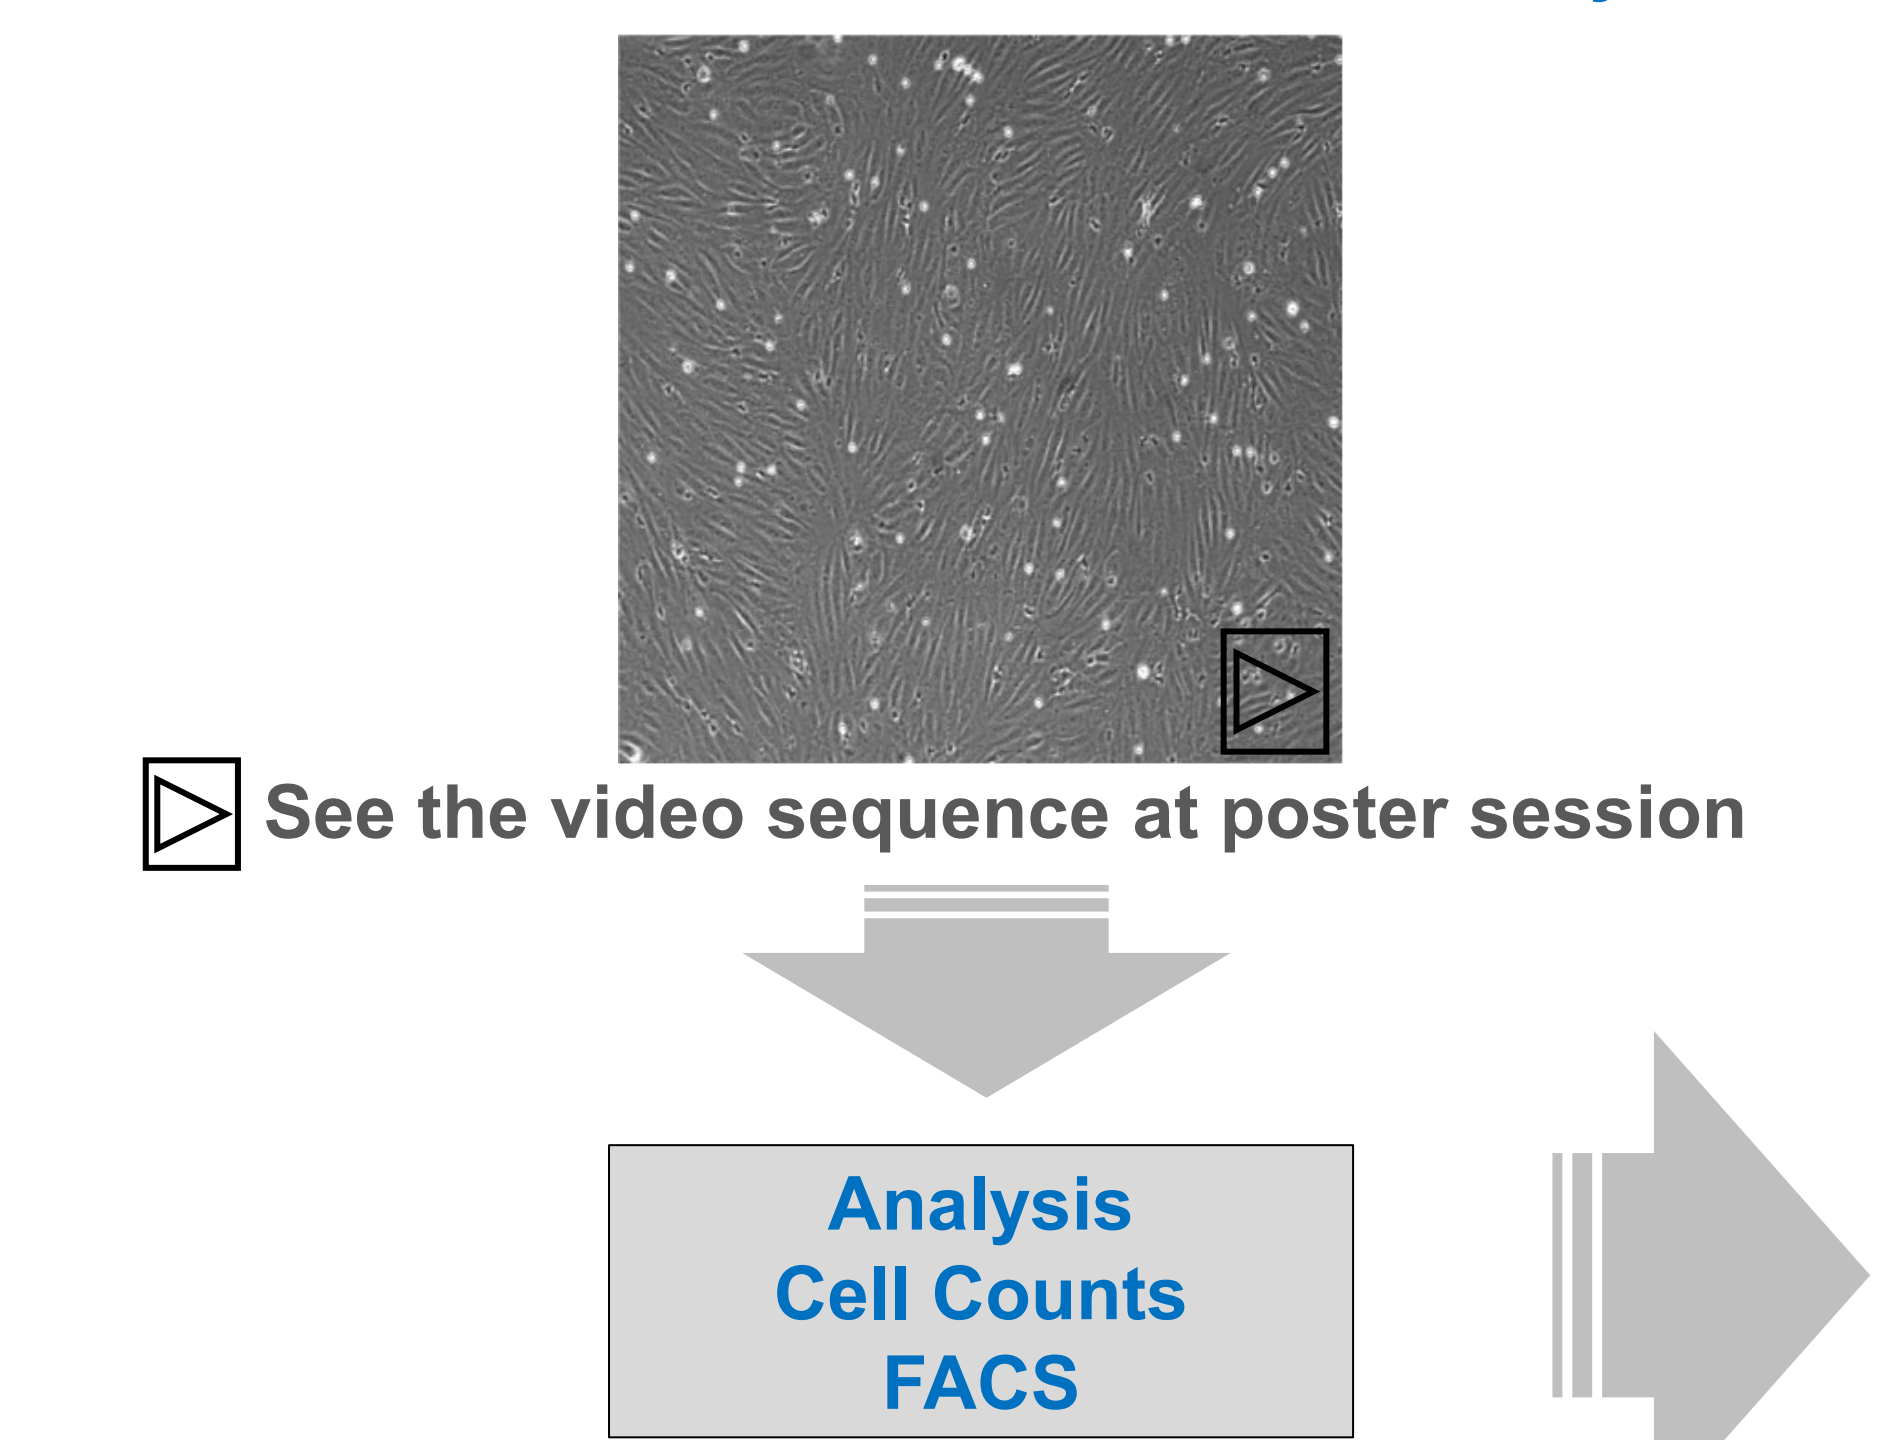 See the video sequence at poster session
Analysis
Cell Counts
FACS